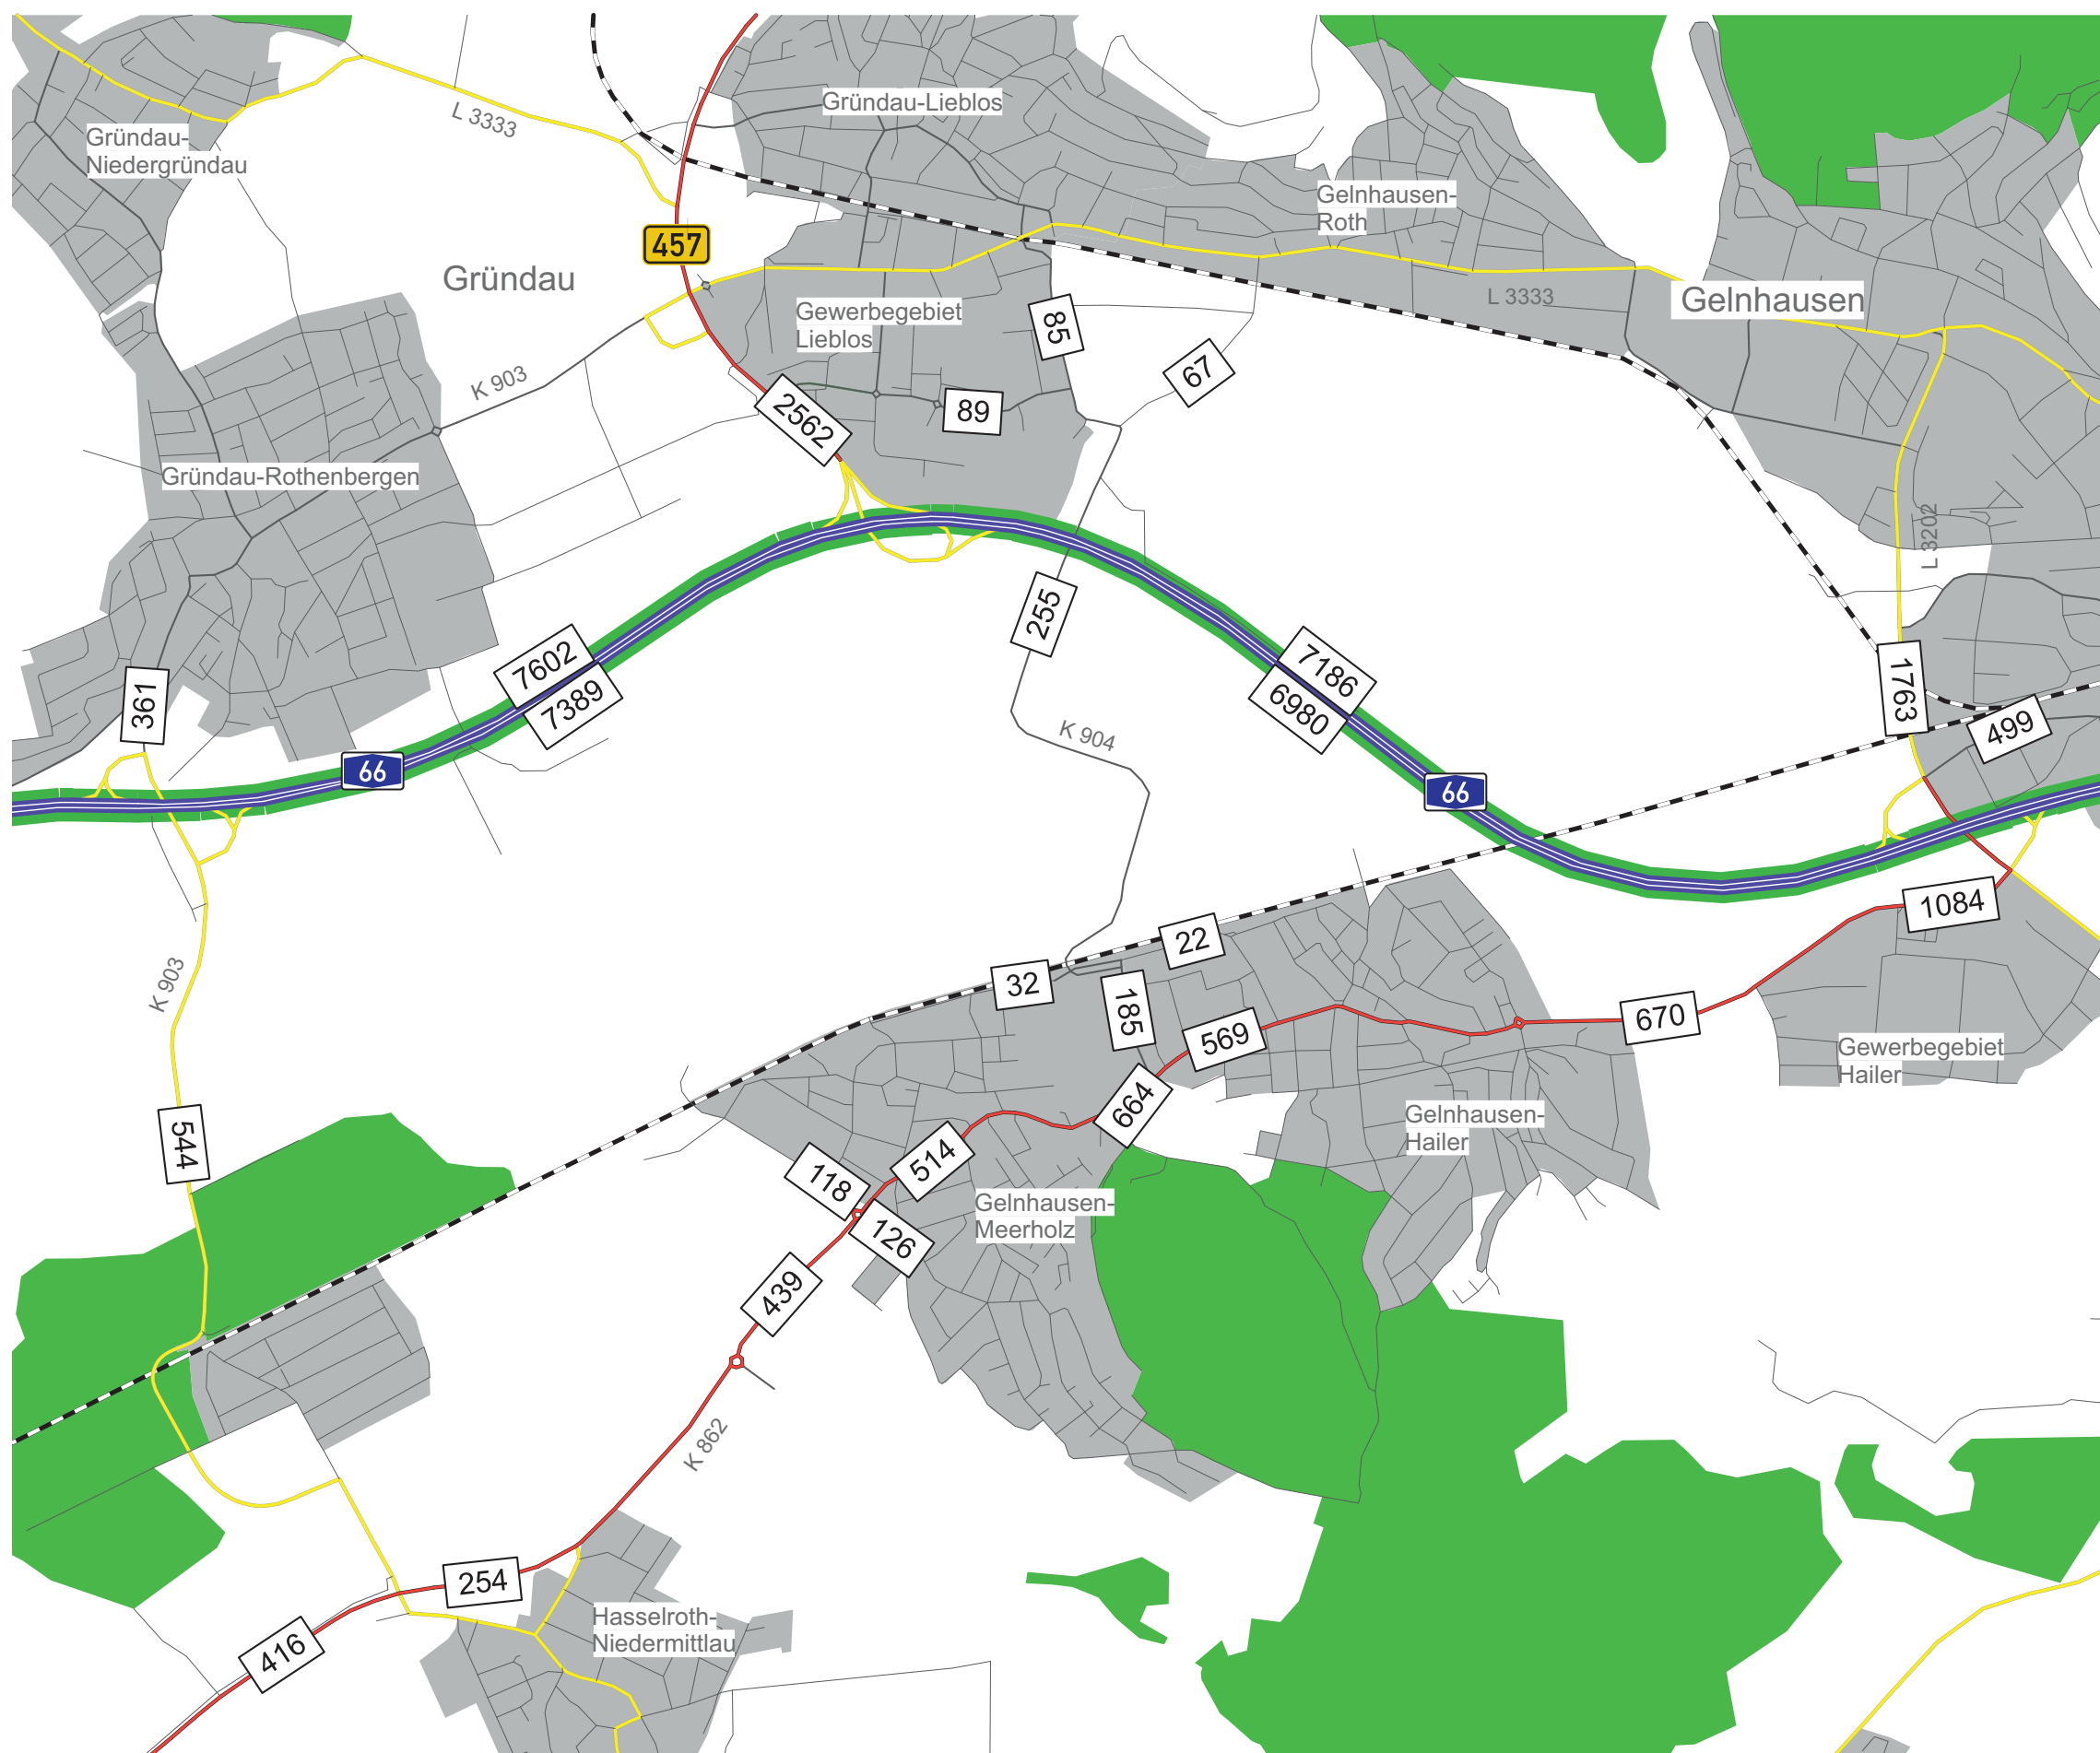 Gründau-Lieblos
L 3333
Gründau-
Niedergründau
Gelnhausen-
Roth
457
Gründau
L 3333
Gelnhausen
Gewerbegebiet
Lieblos
85
67
K 903
2562
89
Gründau-Rothenbergen
L 3202
255
7602
7389
7186
6980
361
1763
499
K 904
66
66
1084
22
K 903
32
185
569
670
Gewerbegebiet
Hailer
664
Gelnhausen-
Hailer
544
514
118
126
Gelnhausen-
Meerholz
439
K 862
254
Hasselroth-
Niedermittlau
416